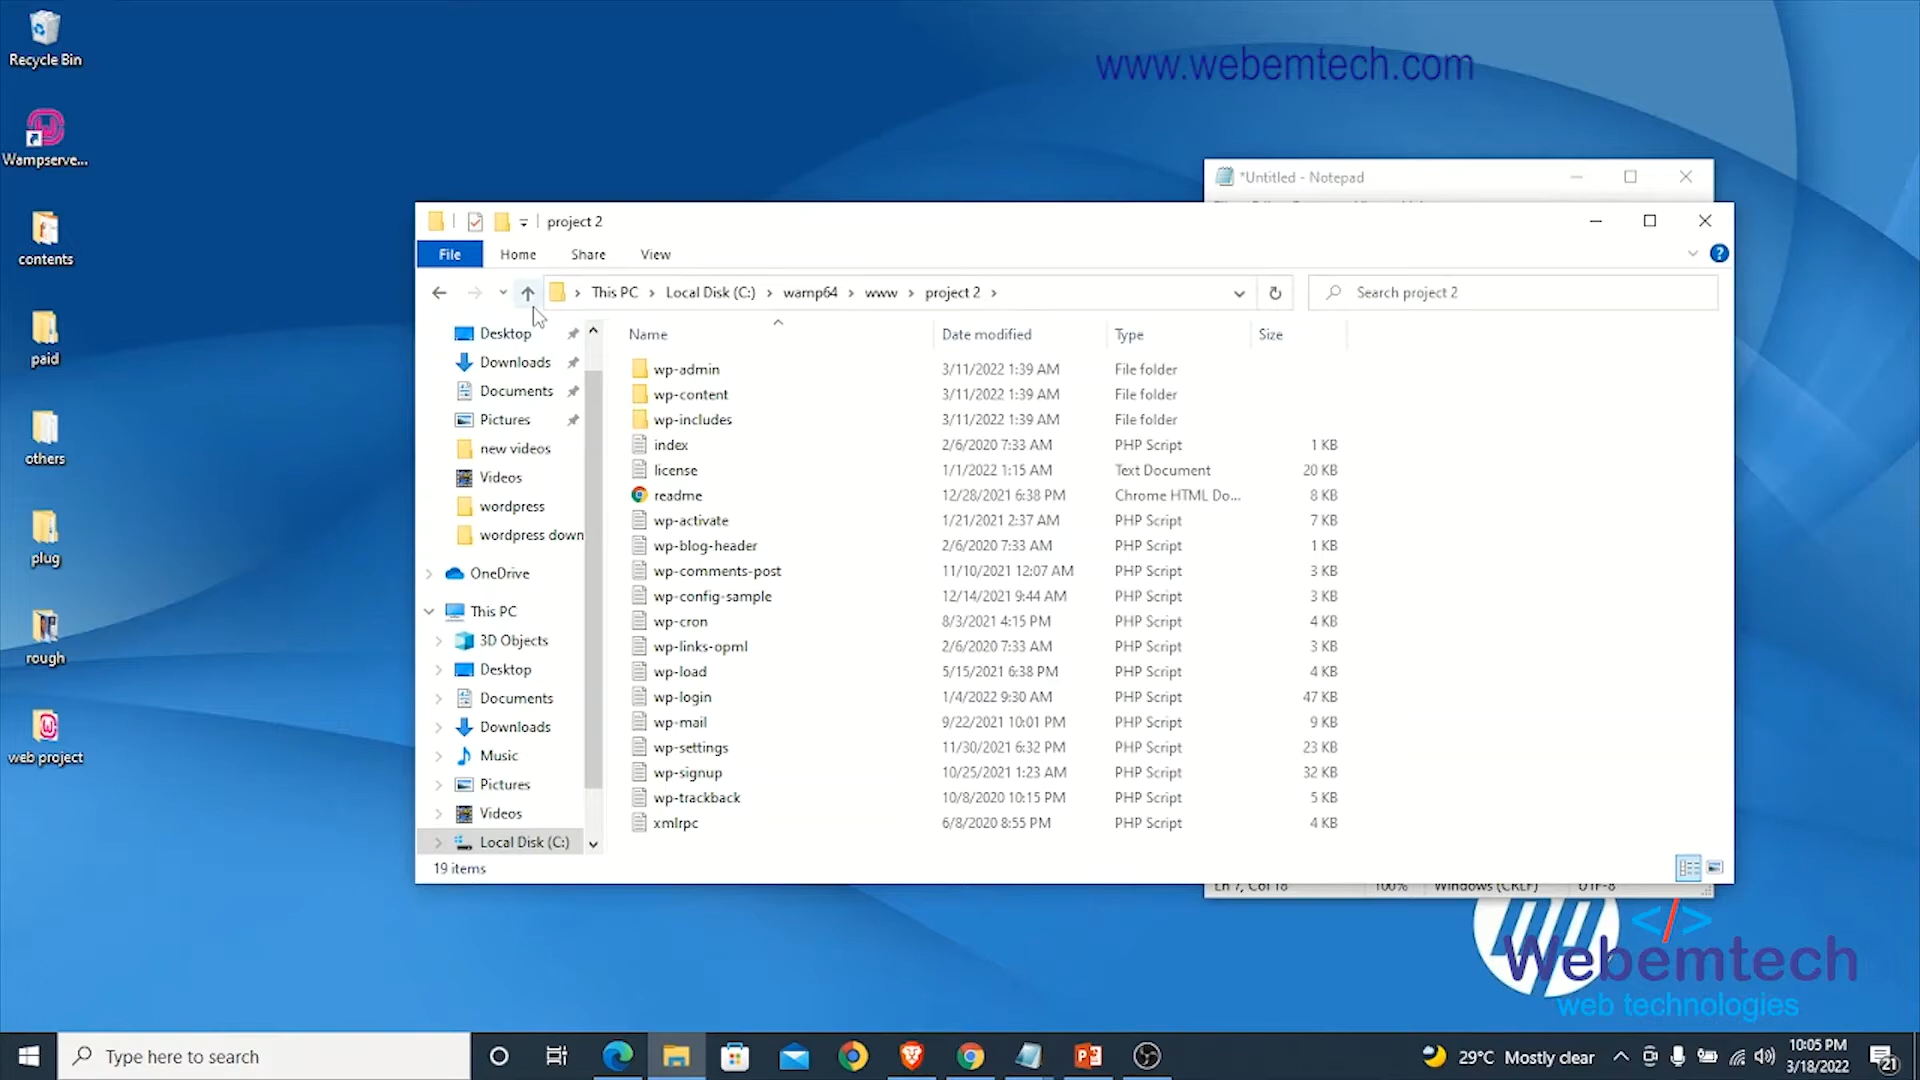 Recycle Bin
Wampserve...
contents
paid
others
plug
rough
web project
www.webemtech.com
*Untitled - Notepad
project 2
File Home Share View
This PC > Local Disk (C:) > wamp64 > www > project 2 >
Search project 2
Desktop
Downloads
Documents
Pictures
new videos
Videos
wordpress
wordpress down
OneDrive
This PC
3D Objects
Desktop
Documents
Downloads
Music
Pictures
Videos
Local Disk (C:)
Name Date modified Type Size
wp-admin 3/11/2022 1:39 AM File folder
wp-content 3/11/2022 1:39 AM File folder
wp-includes 3/11/2022 1:39 AM File folder
index 2/6/2020 7:33 AM PHP Script 1 KB
license 1/1/2022 1:15 AM Text Document 20 KB
readme 12/28/2021 6:38 PM Chrome HTML Do... 8 KB
wp-activate 1/21/2021 2:37 AM PHP Script 7 KB
wp-blog-header 2/6/2020 7:33 AM PHP Script 1 KB
wp-comments-post 11/10/2021 12:07 AM PHP Script 3 KB
wp-config-sample 12/14/2021 9:44 AM PHP Script 3 KB
wp-cron 8/3/2021 4:15 PM PHP Script 4 KB
wp-links-opml 2/6/2020 7:33 AM PHP Script 3 KB
wp-load 5/15/2021 6:38 PM PHP Script 4 KB
wp-login 1/4/2022 9:30 AM PHP Script 47 KB
wp-mail 9/22/2021 10:01 PM PHP Script 9 KB
wp-settings 11/30/2021 6:32 PM PHP Script 23 KB
wp-signup 10/25/2021 1:23 AM PHP Script 32 KB
wp-trackback 10/8/2020 10:15 PM PHP Script 5 KB
xmlrpc 6/8/2020 8:55 PM PHP Script 4 KB
19 items
Ln 7, Col 18 100% Windows (CRLF) UTF-8
</>
Webemtech
web technologies
Type here to search
29°C Mostly clear
10:05 PM
3/18/2022
21